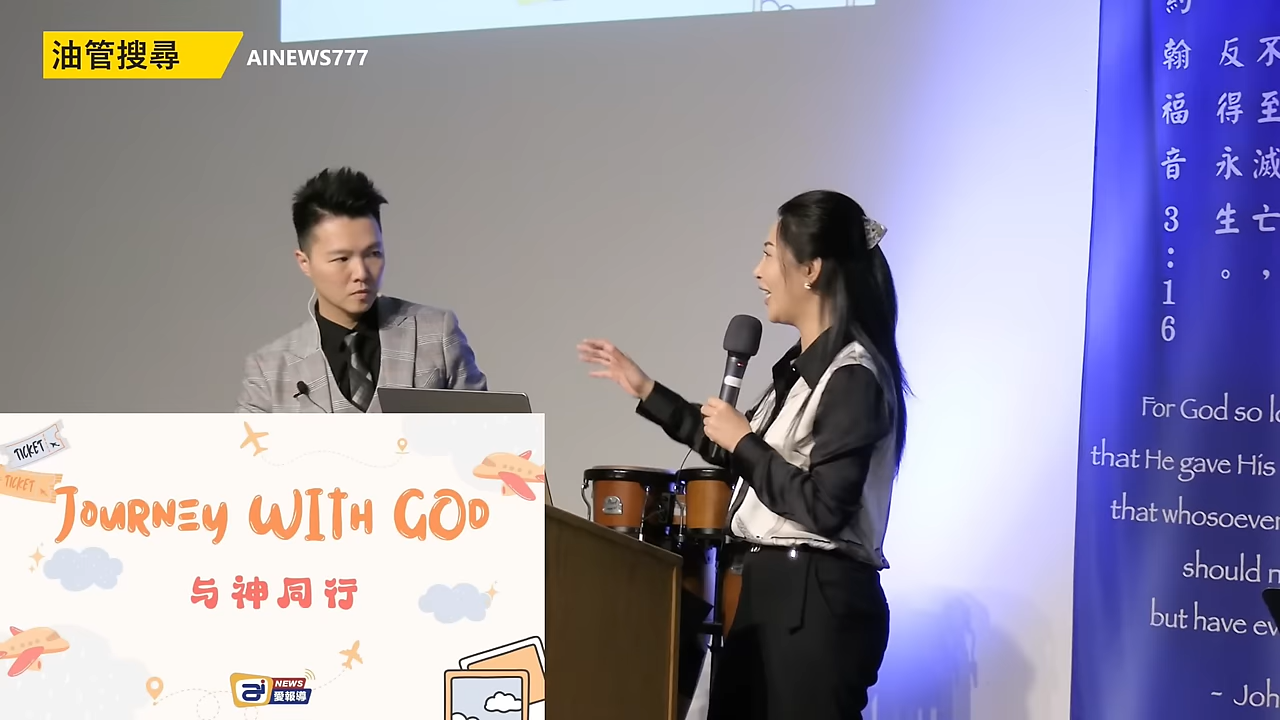 油管搜尋
AINEWS777
約翰福音 3:16
不至滅亡,
反得永生。
For God so lo
that He gave His
that whosoever
should n
but have ev
- Joh
TICKET
TICKET
JOURNEY WITH GOD
与神同行
ai NEWS
愛報導